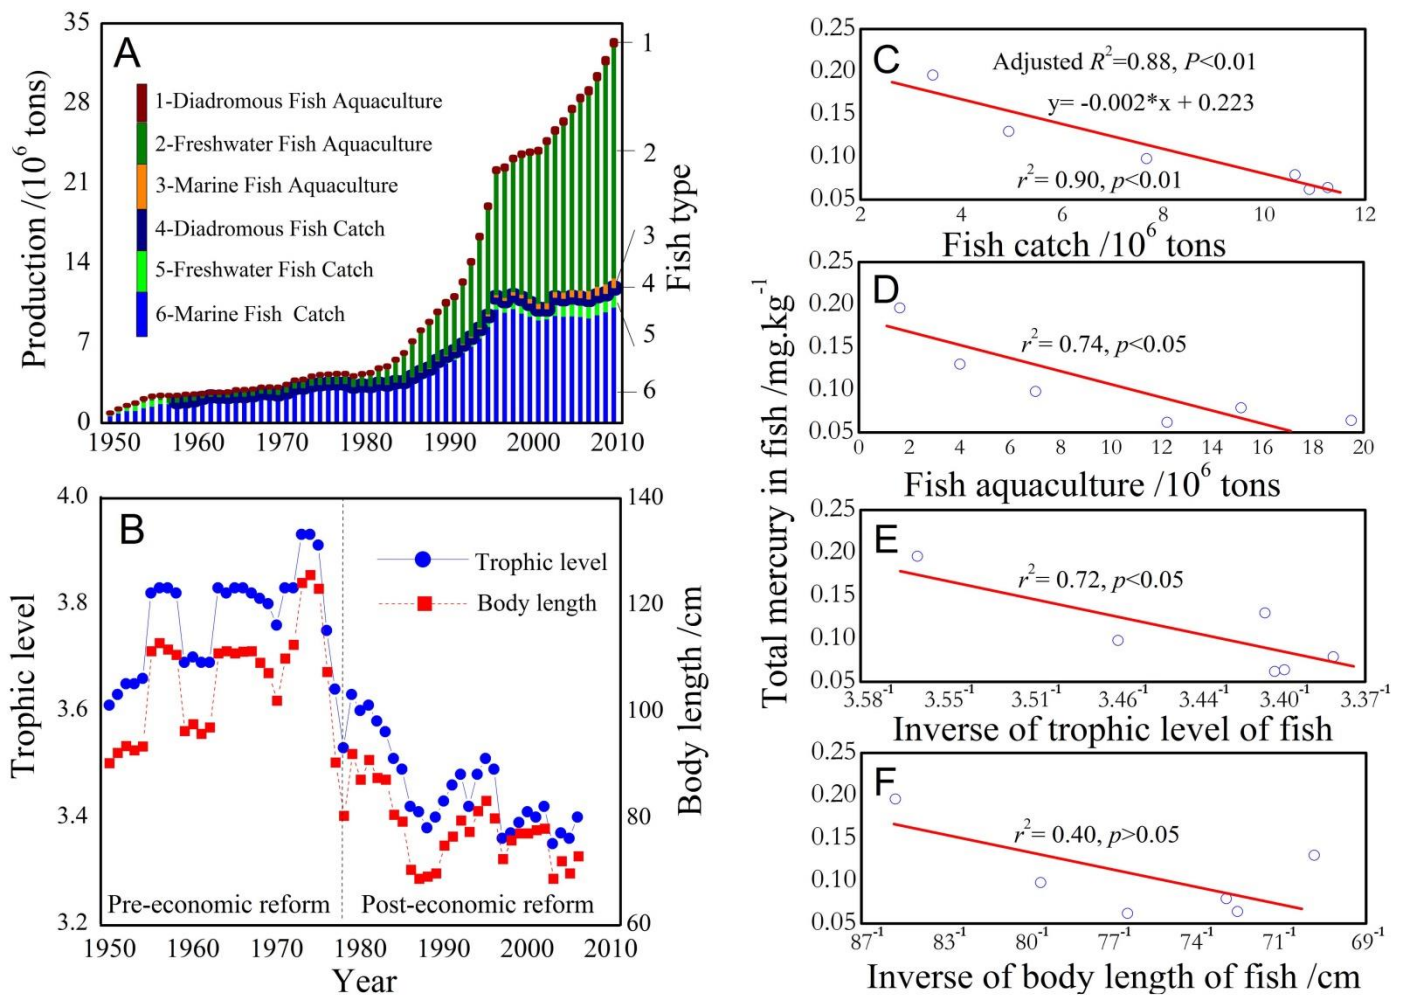 A
Production /(10⁶ tons)
35
28
21
14
7
0
1-Diadromous Fish Aquaculture
2-Freshwater Fish Aquaculture
3-Marine Fish Aquaculture
4-Diadromous Fish Catch
5-Freshwater Fish Catch
6-Marine Fish Catch
1
2
3
4
5
6
Fish type
1950 1960 1970 1980 1990 2000 2010
B
Trophic level
4.0
3.8
3.6
3.4
3.2
Trophic level
Body length
140
120
100
80
60
Body length /cm
Pre-economic reform
Post-economic reform
1950 1960 1970 1980 1990 2000 2010
Year
Total mercury in fish /mg.kg⁻¹
C
0.25
0.20
0.15
0.10
0.05
Adjusted R²=0.88, P<0.01
y= -0.002*x + 0.223
r²= 0.90, p<0.01
2 4 6 8 10 12
Fish catch /10⁶ tons
D
0.25
0.20
0.15
0.10
0.05
r²= 0.74, p<0.05
0 2 4 6 8 10 12 14 16 18 20
Fish aquaculture /10⁶ tons
E
0.25
0.20
0.15
0.10
0.05
r²= 0.72, p<0.05
3.58⁻¹ 3.55⁻¹ 3.51⁻¹ 3.46⁻¹ 3.44⁻¹ 3.40⁻¹ 3.37⁻¹
Inverse of trophic level of fish
F
0.25
0.20
0.15
0.10
0.05
r²= 0.40, p>0.05
87⁻¹ 83⁻¹ 80⁻¹ 77⁻¹ 74⁻¹ 71⁻¹ 69⁻¹
Inverse of body length of fish /cm